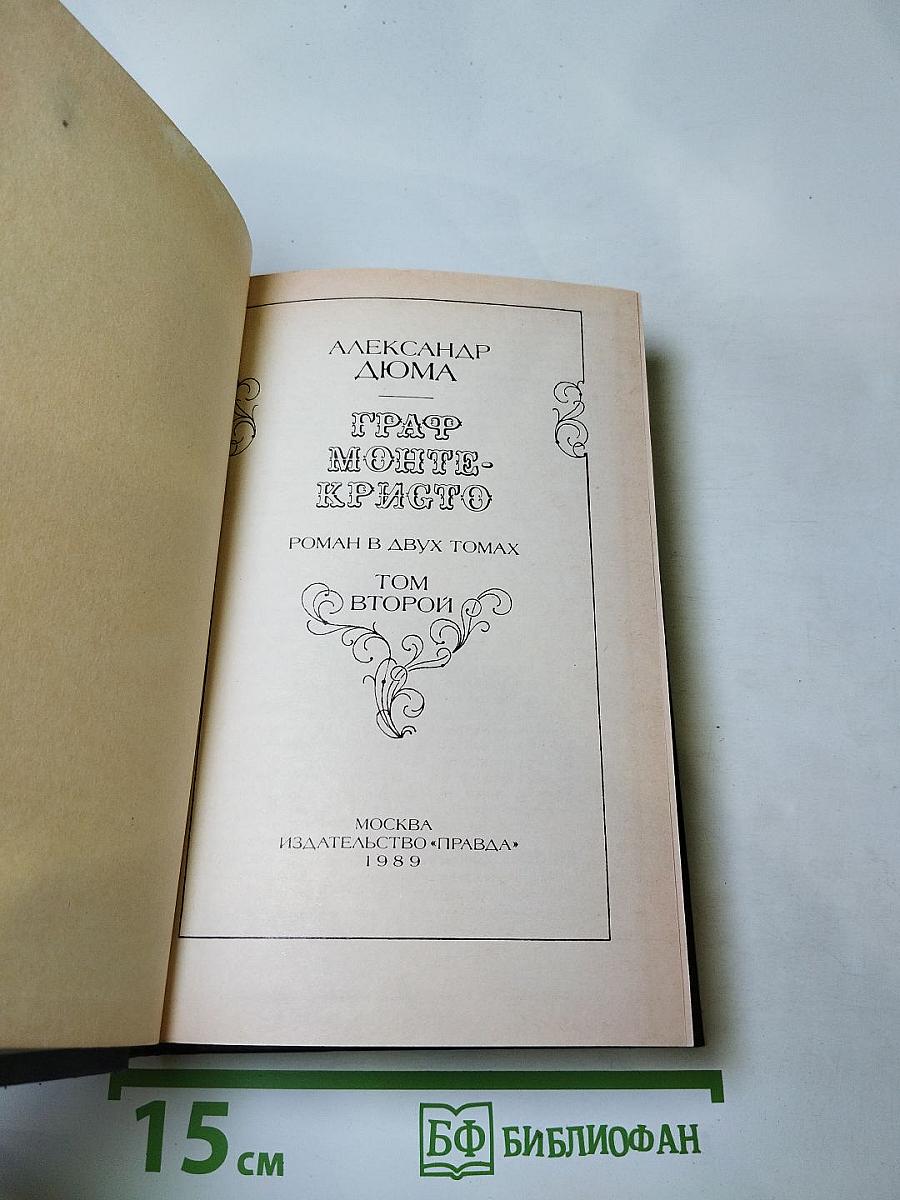 АЛЕКСАНДР
ДЮМА
ГРАФ
МОНТЕ-
КРИСТО
РОМАН В ДВУХ ТОМАХ
ТОМ
ВТОРОЙ
МОСКВА
ИЗДАТЕЛЬСТВО «ПРАВДА»
1989
15 см
БФ БИБЛИОФАН